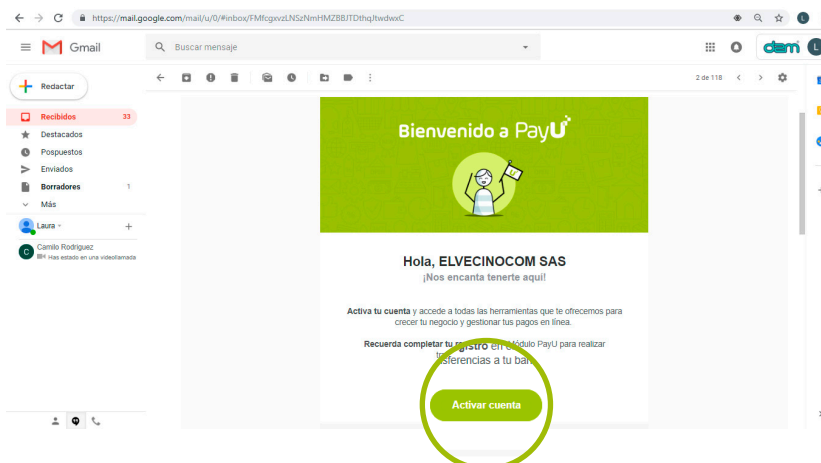 https://mail.google.com/mail/u/0/#inbox/FMfcgxvzLNSzNmHMZBBJTDthqJtwdwxC
Gmail
Buscar mensaje
dam
L
Redactar
2 de 118
Recibidos 33
Destacados
Pospuestos
Enviados
Borradores 1
Más
Laura
C
Camilo Rodriguez
Has estado en una videollamada
Bienvenido a PayU
U
Hola, ELVECINOCOM SAS
¡Nos encanta tenerte aquí!
Activa tu cuenta y accede a todas las herramientas que te ofrecemos para
crecer tu negocio y gestionar tus pagos en línea.
Recuerda completar tu registro en Módulo PayU para realizar
sferencias a tu ban
Activar cuenta